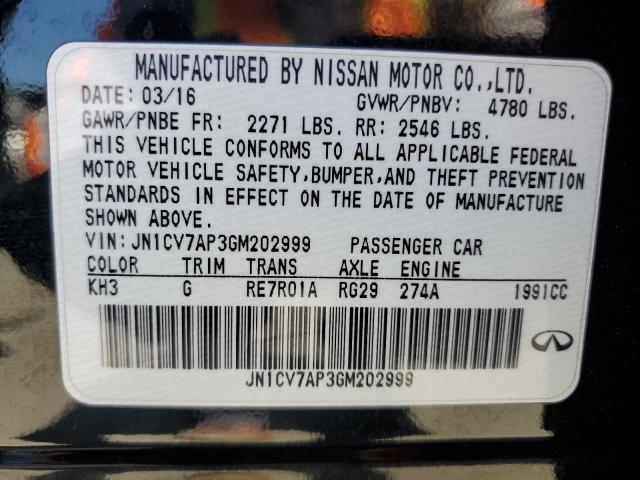 MANUFACTURED BY NISSAN MOTOR CO.,LTD.
DATE: 03/16 GVWR/PNBV: 4780 LBS.
GAWR/PNBE FR: 2271 LBS. RR: 2546 LBS.
THIS VEHICLE CONFORMS TO ALL APPLICABLE FEDERAL
MOTOR VEHICLE SAFETY,BUMPER,AND THEFT PREVENTION
STANDARDS IN EFFECT ON THE DATE OF MANUFACTURE
SHOWN ABOVE.
VIN:JN1CV7AP3GM202999 PASSENGER CAR
COLOR TRIM TRANS AXLE ENGINE
KH3 G RE7R01A RG29 274A 1991CC
JN1CV7AP3GM202999